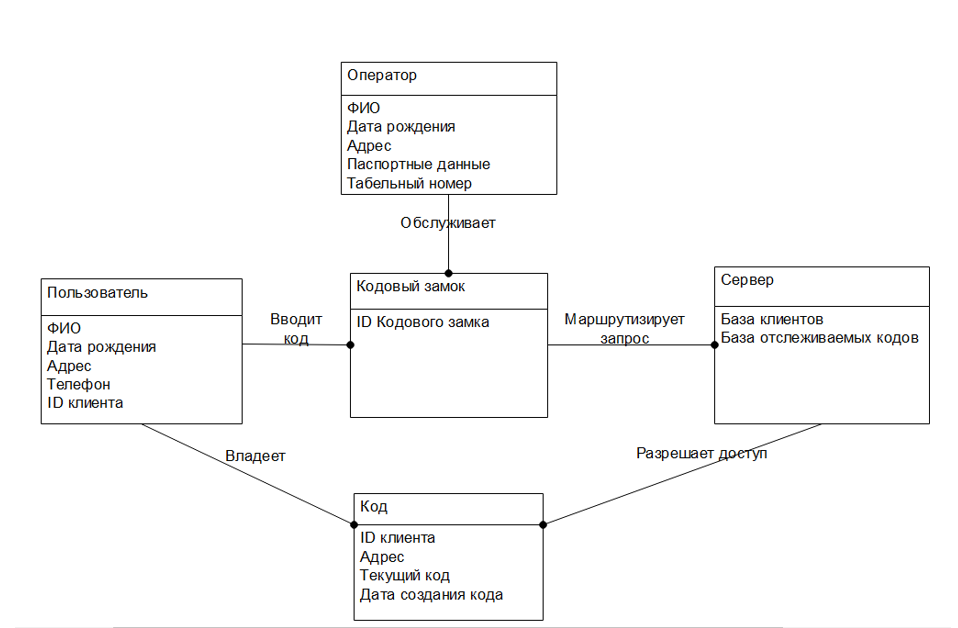 Оператор
ФИО
Дата рождения
Адрес
Паспортные данные
Табельный номер
Обслуживает
Пользователь
ФИО
Дата рождения
Адрес
Телефон
ID клиента
Вводит
код
Кодовый замок
ID Кодового замка
Маршрутизирует
запрос
Сервер
База клиентов
База отслеживаемых кодов
Владеет
Разрешает доступ
Код
ID клиента
Адрес
Текущий код
Дата создания кода